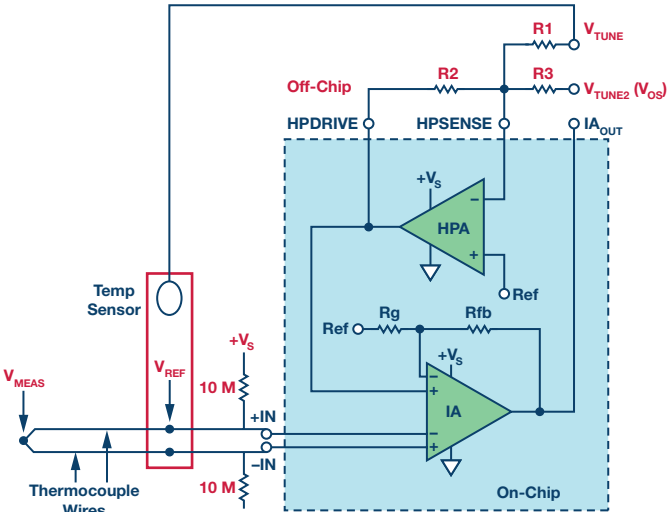 R1
V_TUNE
R2
R3
Off-Chip
V_TUNE2 (V_OS)
HPDRIVE
HPSENSE
IA_OUT
+V_S
−
HPA
+
Ref
Temp
Sensor
Ref
Rg
Rfb
+V_S
+V_S
V_MEAS
V_REF
10 M
−
+
IA
+IN
−
+
−IN
10 M
Thermocouple
Wires
On-Chip